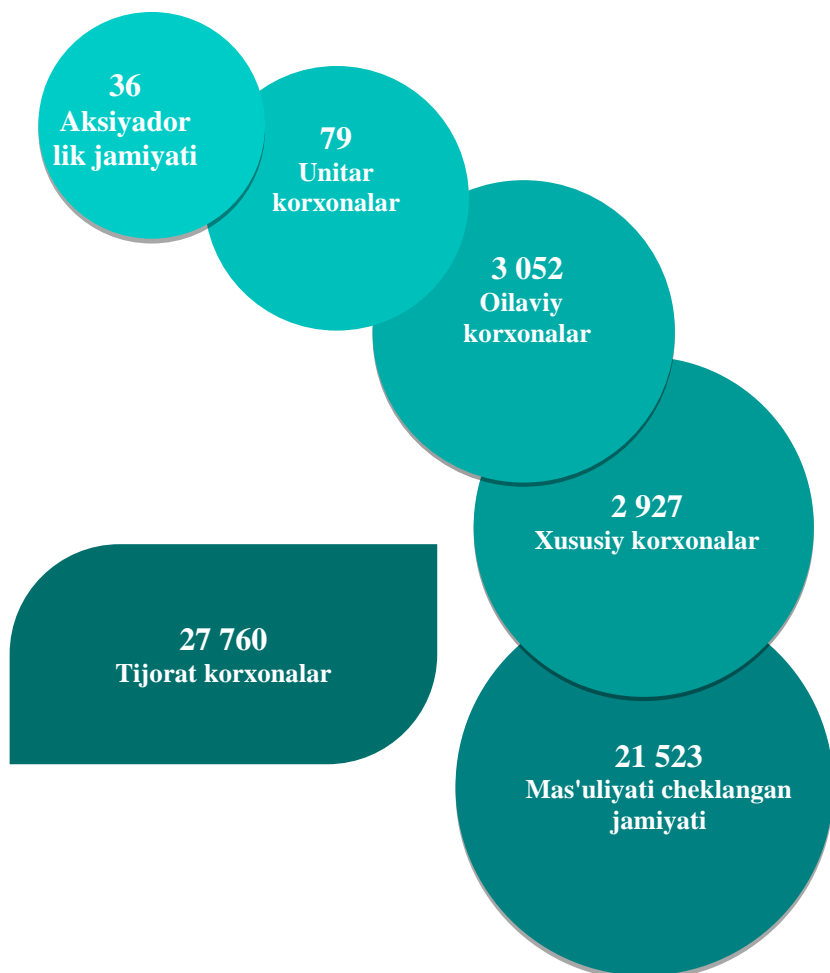 36
Aksiyador
lik jamiyati
79
Unitar
korxonalar
3 052
Oilaviy
korxonalar
2 927
Xususiy korxonalar
27 760
Tijorat korxonalar
21 523
Mas'uliyati cheklangan
jamiyati